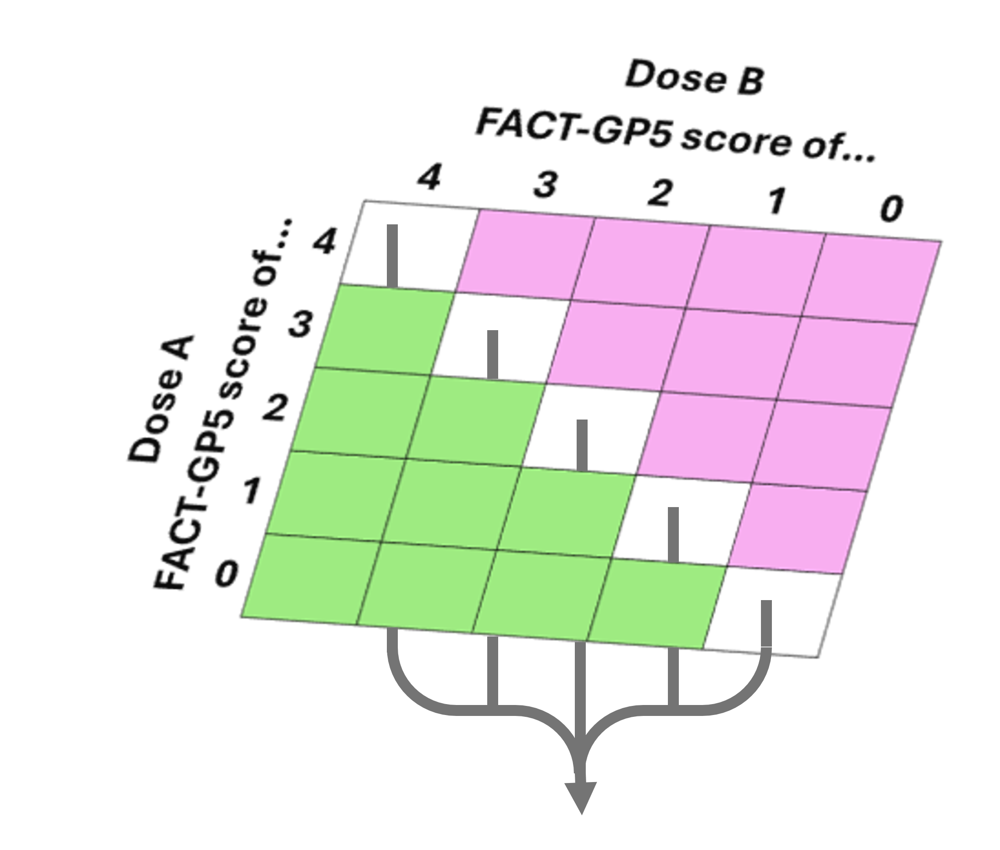 Dose B
FACT-GP5 score of...
4 3 2 1 0
Dose A
FACT-GP5 score of...
4
3
2
1
0